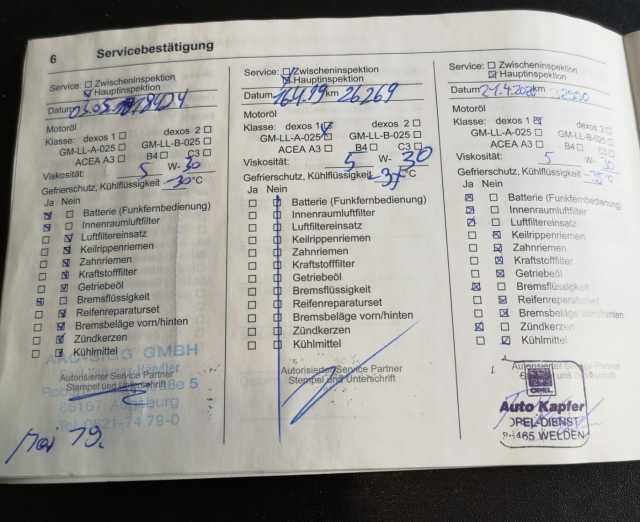 6 Servicebestätigung
Service: Zwischeninspektion
Hauptinspektion
Datum km
Motoröl
Klasse: dexos 1 dexos 2
GM-LL-A-025 GM-LL-B-025
ACEA A3 B4 C3
Viskosität: 5 W- 30
Gefrierschutz, Kühlflüssigkeit -30 °C
Ja Nein
Batterie (Funkfernbedienung)
Innenraumluftfilter
Luftfiltereinsatz
Keilrippenriemen
Zahnriemen
Kraftstofffilter
Getriebeöl
Bremsflüssigkeit
Reifenreparaturset
Bremsbeläge vorn/hinten
Zündkerzen
Kühlmittel
GMBH
Autorisierter Service Partner
Stempel und Unterschrift
86167 Augsburg
Mai 19.
Service: Zwischeninspektion
Hauptinspektion
Datum 16.4.19 km 26269
Motoröl
Klasse: dexos 1 dexos 2
GM-LL-A-025 GM-LL-B-025
ACEA A3 B4 C3
Viskosität: 5 W- 30
Gefrierschutz, Kühlflüssigkeit °C
Ja Nein
Batterie (Funkfernbedienung)
Innenraumluftfilter
Luftfiltereinsatz
Keilrippenriemen
Zahnriemen
Kraftstofffilter
Getriebeöl
Bremsflüssigkeit
Reifenreparaturset
Bremsbeläge vorn/hinten
Zündkerzen
Kühlmittel
Autorisierter Service Partner
Stempel und Unterschrift
Service: Zwischeninspektion
Hauptinspektion
Datum km
Motoröl
Klasse: dexos 1 dexos 2
GM-LL-A-025 GM-LL-B-025
ACEA A3 B4 C3
Viskosität: 5 W- 30
Gefrierschutz, Kühlflüssigkeit °C
Ja Nein
Batterie (Funkfernbedienung)
Innenraumluftfilter
Luftfiltereinsatz
Keilrippenriemen
Zahnriemen
Kraftstofffilter
Getriebeöl
Bremsflüssigkeit
Reifenreparaturset
Bremsbeläge vorn/hinten
Zündkerzen
Kühlmittel
Autorisierter Service Partner
OPEL
Auto Kapfer
OPEL-DIENST
WELDEN